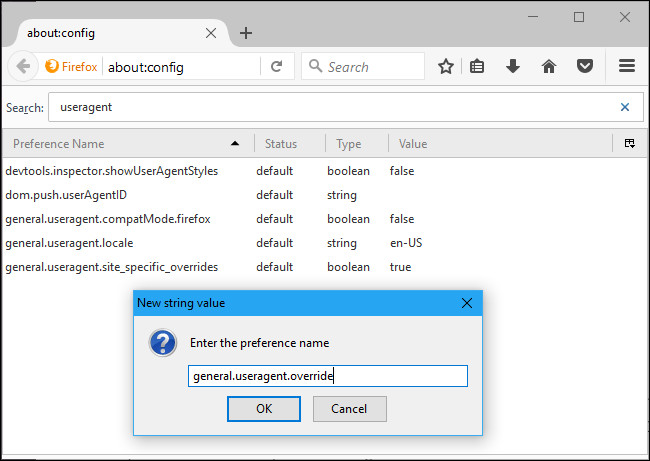 about:config
Firefox about:config Search
Search: useragent
Preference Name Status Type Value
devtools.inspector.showUserAgentStyles default boolean false
dom.push.userAgentID default string
general.useragent.compatMode.firefox default boolean false
general.useragent.locale default string en-US
general.useragent.site_specific_overrides default boolean true
New string value
Enter the preference name
general.useragent.override
OK Cancel